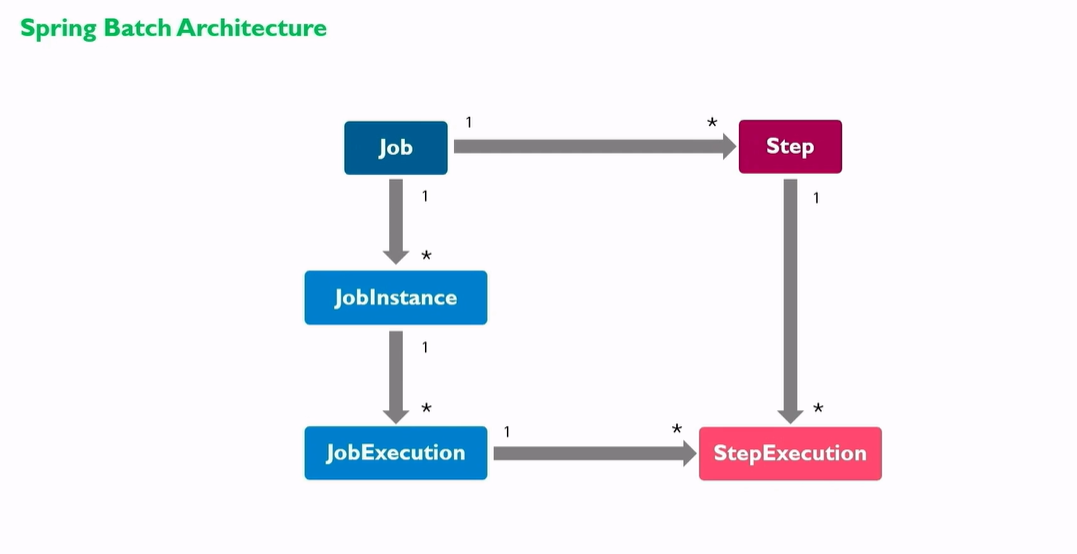 Spring Batch Architecture
1
*
Job
Step
1
1
*
JobInstance
1
*
*
1
*
JobExecution
StepExecution